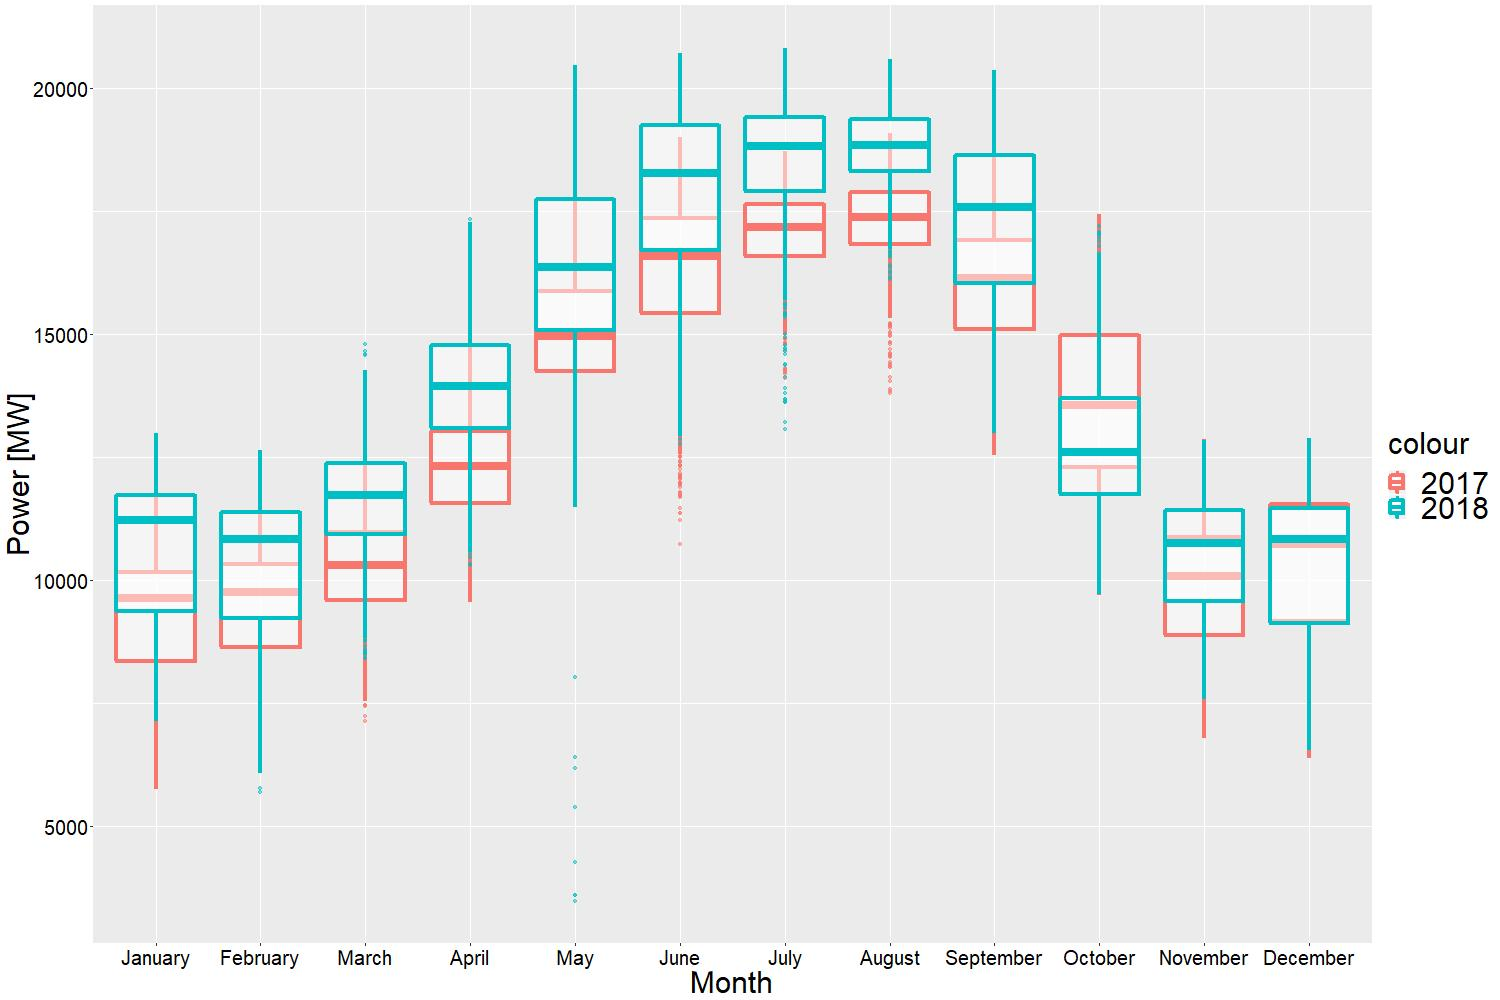 20000
15000
10000
5000
Power [MW]
January February March April May June July August September October November December
Month
colour
2017
2018